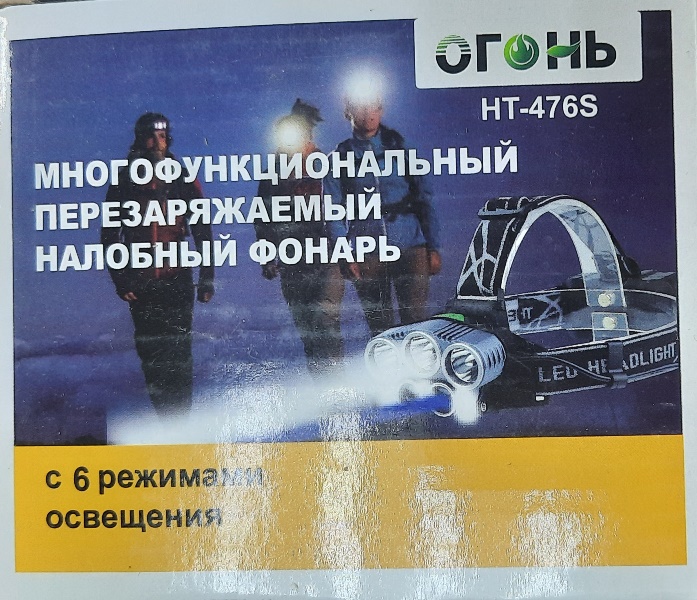 ОГОНЬ
HT-476S
МНОГОФУНКЦИОНАЛЬНЫЙ
ПЕРЕЗАРЯЖАЕМЫЙ
НАЛОБНЫЙ ФОНАРЬ
LED HEADLIGHT
с 6 режимами
освещения